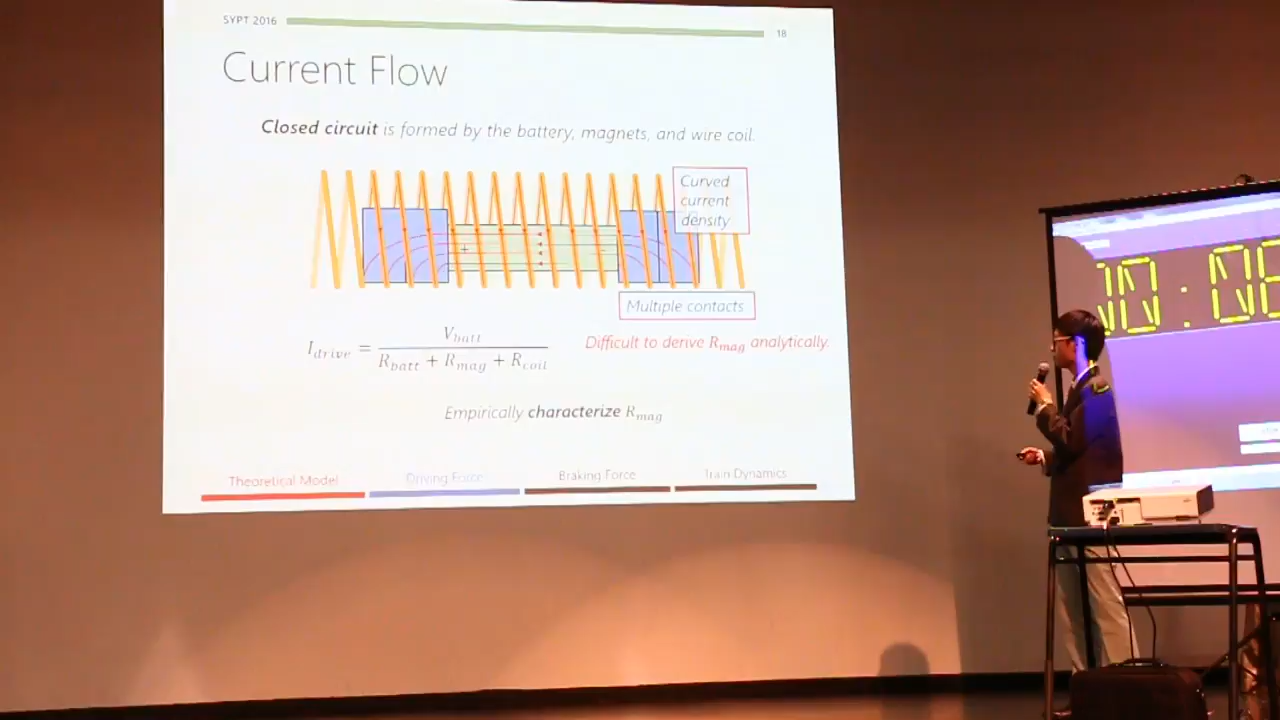 SYPT 2016
18
Current Flow
Closed circuit is formed by the battery, magnets, and wire coil.
Curved
current
density
+
Multiple contacts
I_drive = V_batt / (R_batt + R_mag + R_coil)
Difficult to derive R_mag analytically.
Empirically characterize R_mag
Theoretical Model
Driving Force
Braking Force
Train Dynamics